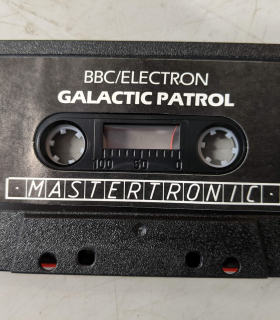 BBC/ELECTRON
GALACTIC PATROL
100 50 0
·MASTERTRONIC·